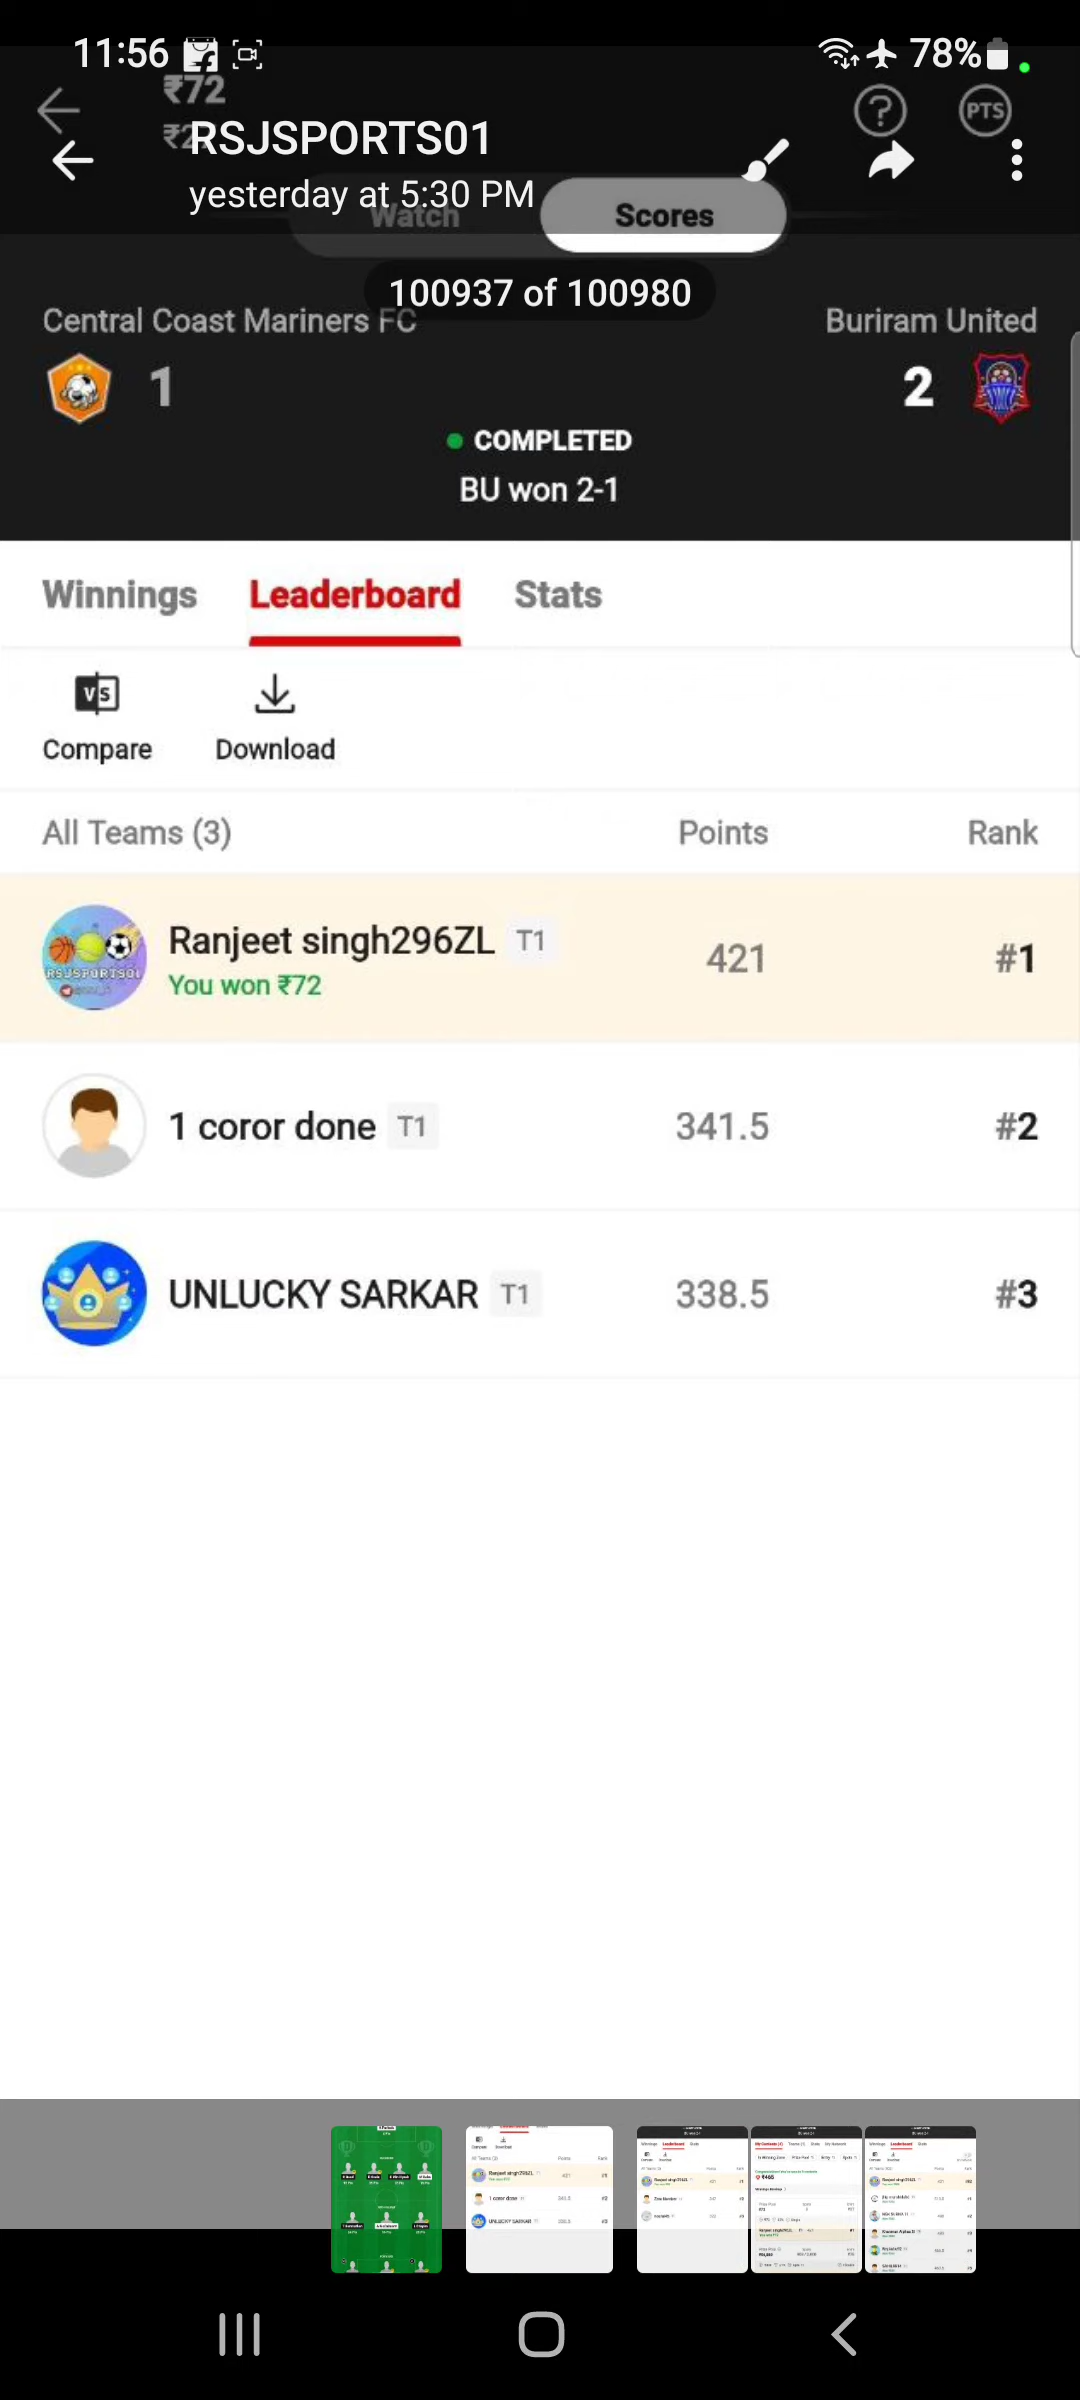 11:56
78%
₹72
PTS
RSJSPORTS01
yesterday at 5:30 PM
Watch
Scores
100937 of 100980
Central Coast Mariners FC
Buriram United
1
2
COMPLETED
BU won 2-1
Winnings
Leaderboard
Stats
VS
Compare
Download
All Teams (3)
Points
Rank
Ranjeet singh296ZL T1
421
#1
You won ₹72
RSJSPORTS01
1 coror done T1
341.5
#2
UNLUCKY SARKAR T1
338.5
#3